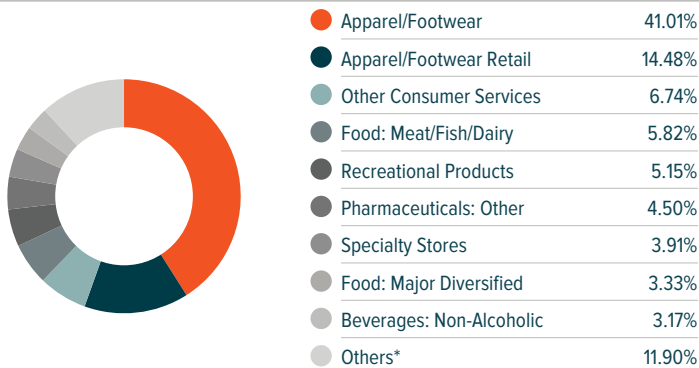 Apparel/Footwear 41.01%
Apparel/Footwear Retail 14.48%
Other Consumer Services 6.74%
Food: Meat/Fish/Dairy 5.82%
Recreational Products 5.15%
Pharmaceuticals: Other 4.50%
Specialty Stores 3.91%
Food: Major Diversified 3.33%
Beverages: Non-Alcoholic 3.17%
Others* 11.90%